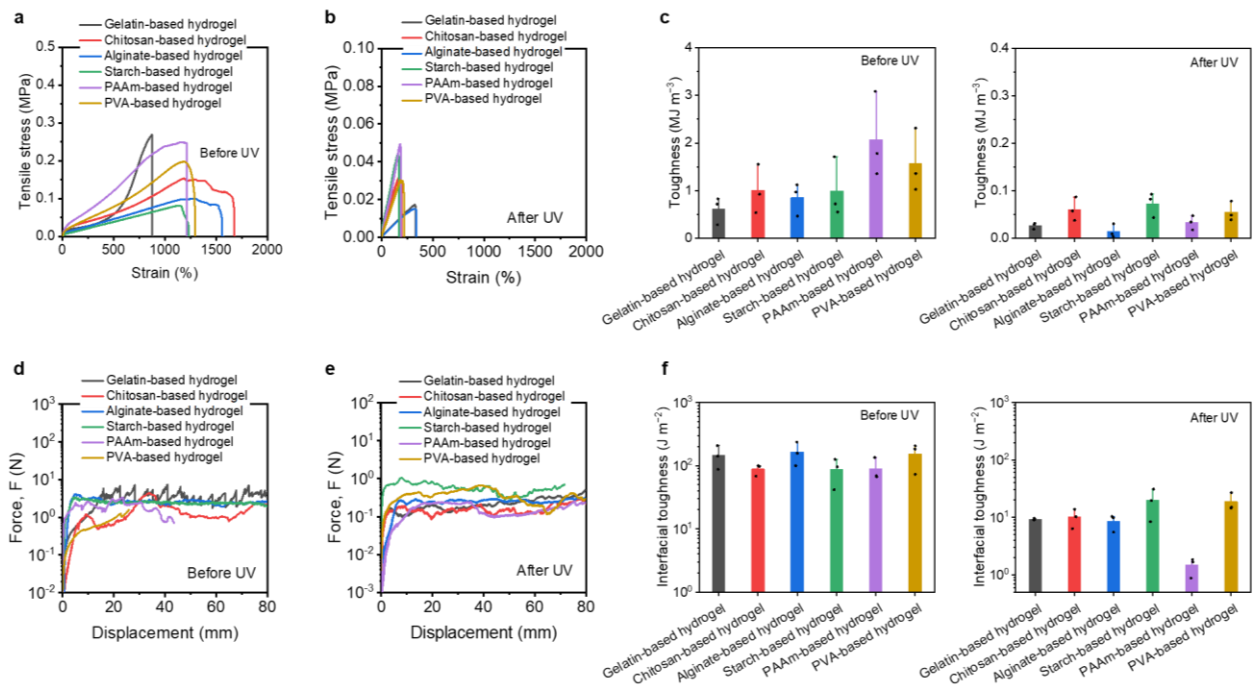 a
Gelatin-based hydrogel
Chitosan-based hydrogel
Alginate-based hydrogel
Starch-based hydrogel
PAAm-based hydrogel
PVA-based hydrogel
Before UV
0.5
0.4
0.3
0.2
0.1
0.0
0 500 1000 1500 2000
Tensile stress (MPa)
Strain (%)
b
Gelatin-based hydrogel
Chitosan-based hydrogel
Alginate-based hydrogel
Starch-based hydrogel
PAAm-based hydrogel
PVA-based hydrogel
After UV
0.10
0.08
0.06
0.04
0.02
0.00
0 500 1000 1500 2000
Tensile stress (MPa)
Strain (%)
c
Before UV
4
3
2
1
0
Toughness (MJ m⁻³)
Gelatin-based hydrogel
Chitosan-based hydrogel
Alginate-based hydrogel
Starch-based hydrogel
PAAm-based hydrogel
PVA-based hydrogel
After UV
0.4
0.3
0.2
0.1
0.0
Toughness (MJ m⁻³)
Gelatin-based hydrogel
Chitosan-based hydrogel
Alginate-based hydrogel
Starch-based hydrogel
PAAm-based hydrogel
PVA-based hydrogel
d
Gelatin-based hydrogel
Chitosan-based hydrogel
Alginate-based hydrogel
Starch-based hydrogel
PAAm-based hydrogel
PVA-based hydrogel
Before UV
10³
10²
10¹
10⁰
10⁻¹
10⁻²
0 20 40 60 80
Force, F (N)
Displacement (mm)
e
Gelatin-based hydrogel
Chitosan-based hydrogel
Alginate-based hydrogel
Starch-based hydrogel
PAAm-based hydrogel
PVA-based hydrogel
After UV
10²
10¹
10⁰
10⁻¹
10⁻²
10⁻³
0 20 40 60 80
Force, F (N)
Displacement (mm)
f
Before UV
10³
10²
10¹
10⁰
Interfacial toughness (J m⁻²)
Gelatin-based hydrogel
Chitosan-based hydrogel
Alginate-based hydrogel
Starch-based hydrogel
PAAm-based hydrogel
PVA-based hydrogel
After UV
10³
10²
10¹
10⁰
Interfacial toughness (J m⁻²)
Gelatin-based hydrogel
Chitosan-based hydrogel
Alginate-based hydrogel
Starch-based hydrogel
PAAm-based hydrogel
PVA-based hydrogel